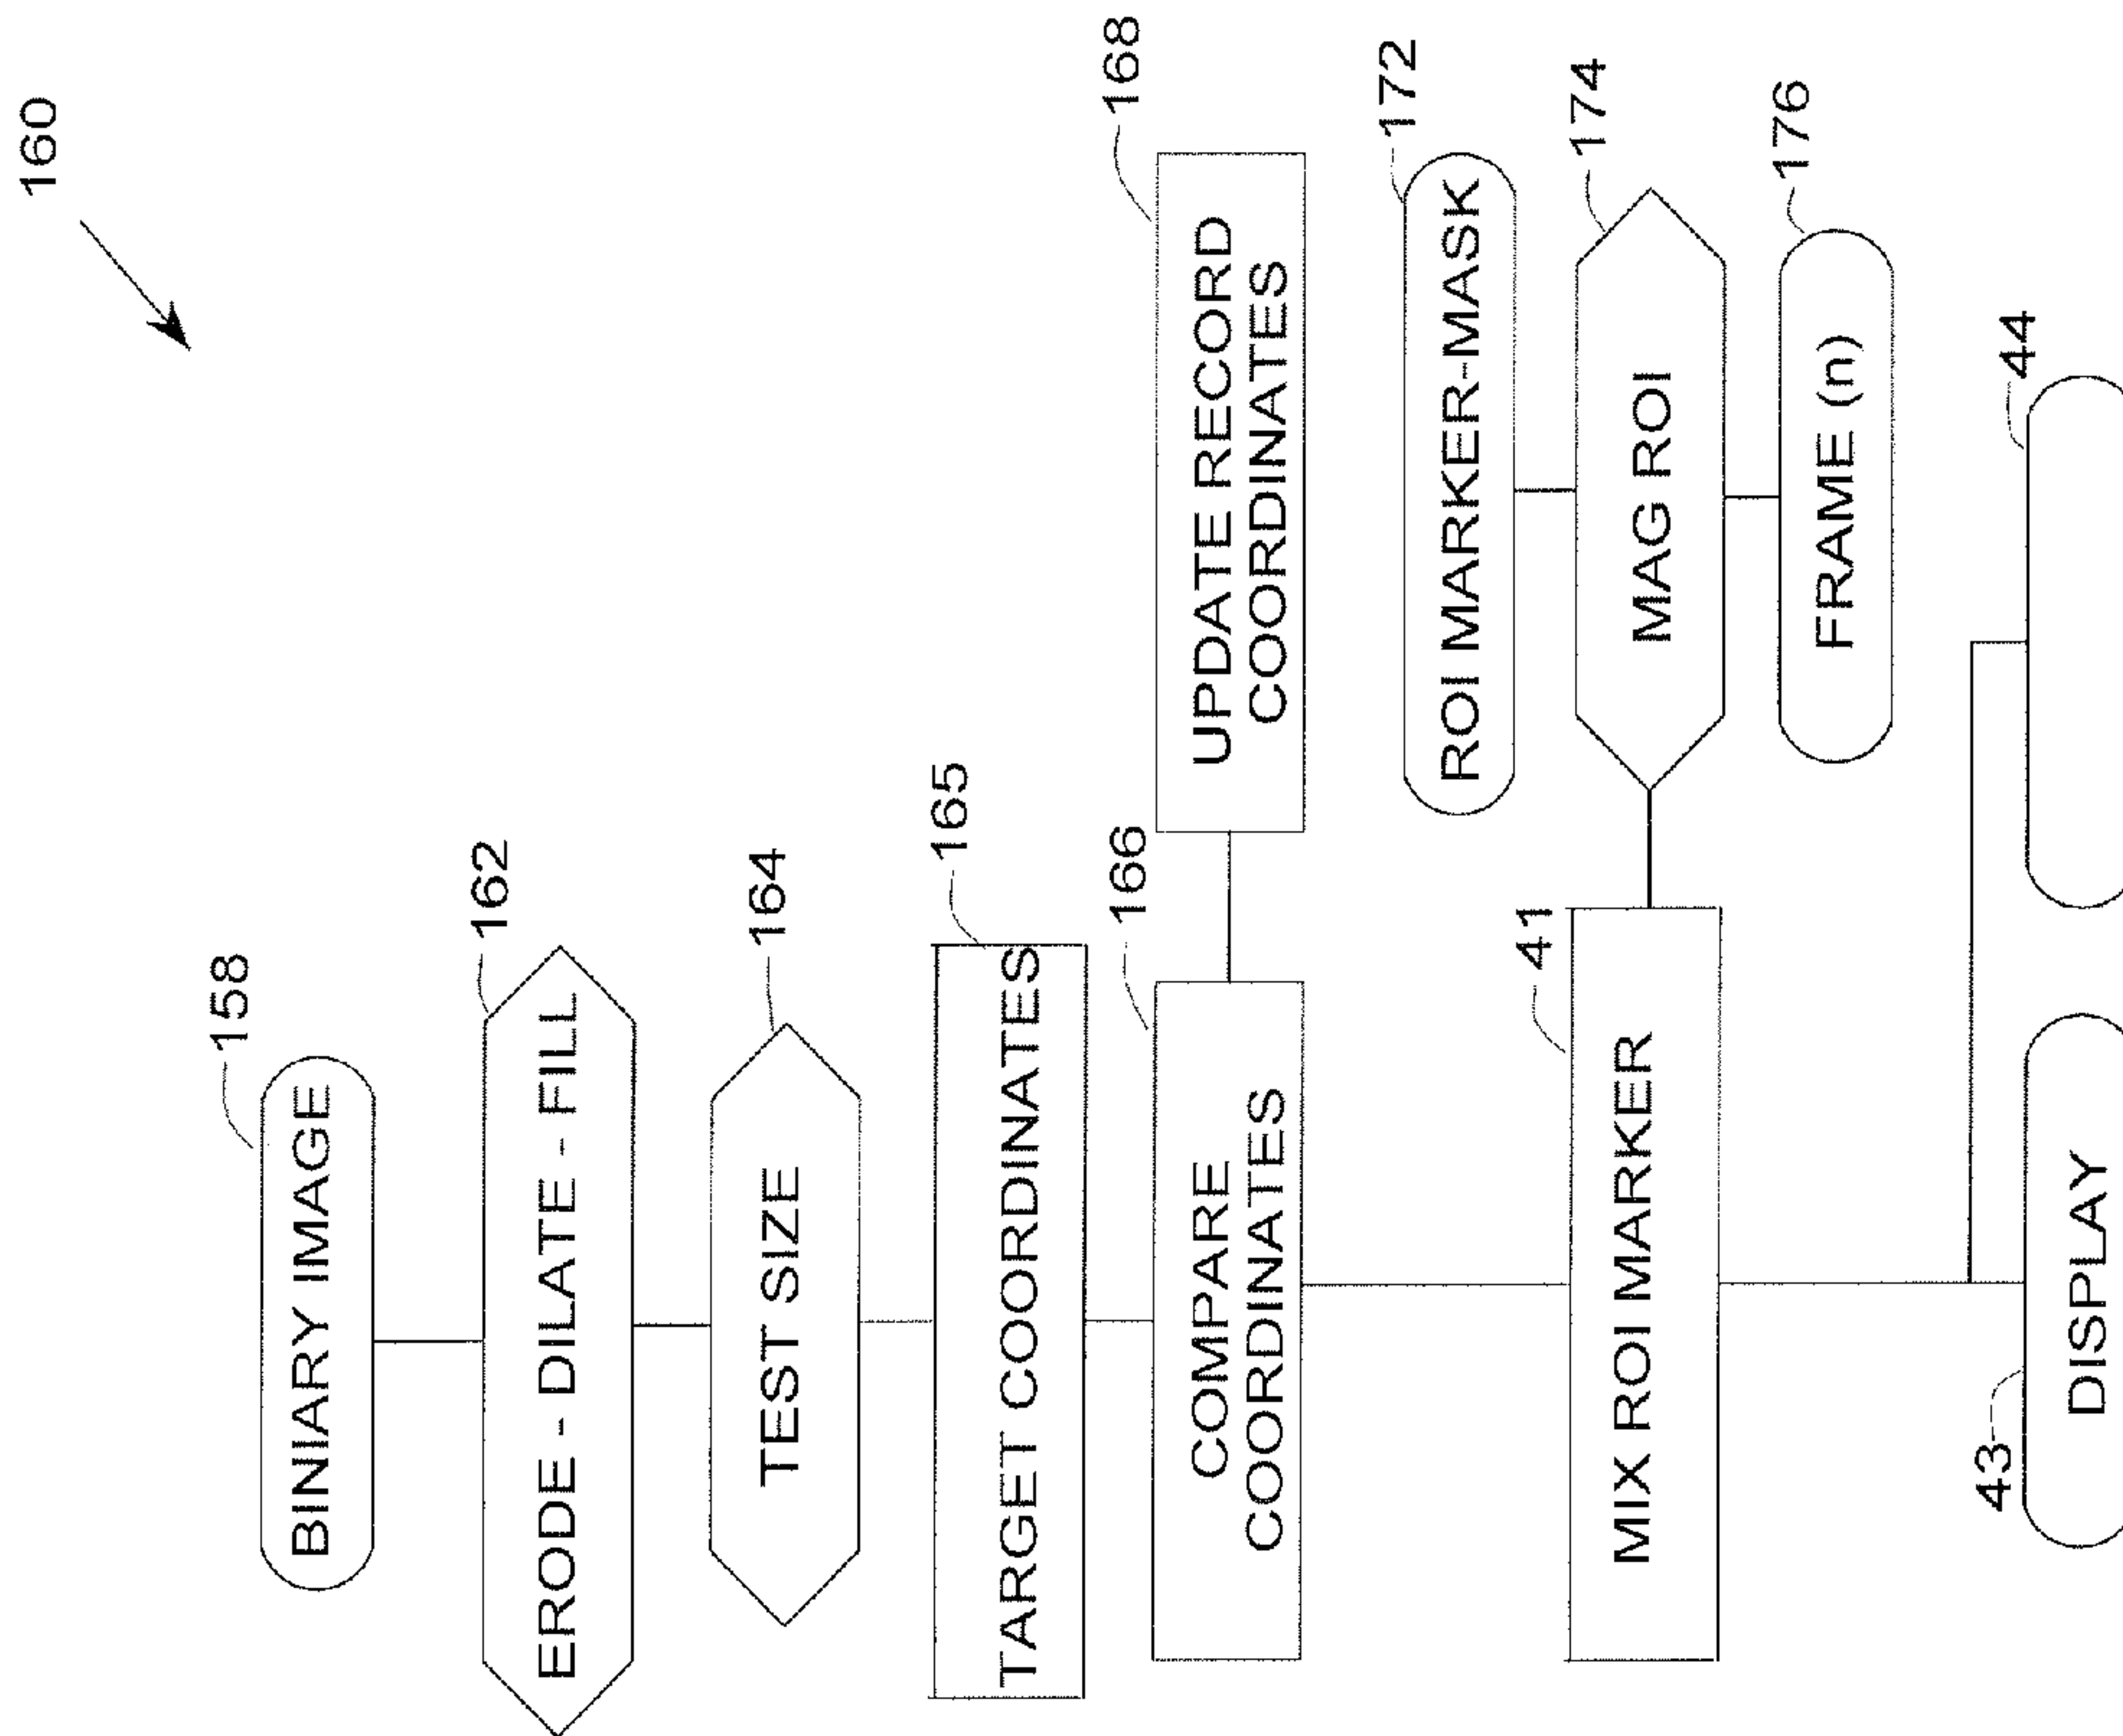 160
158
BINIARY IMAGE
162
ERODE - DILATE - FILL
164
TEST SIZE
165
TARGET COORDINATES
166
COMPARE
COORDINATES
168
UPDATE RECORD
COORDINATES
172
ROI MARKER-MASK
174
MAG ROI
176
FRAME (n)
41
MIX ROI MARKER
43
DISPLAY
44